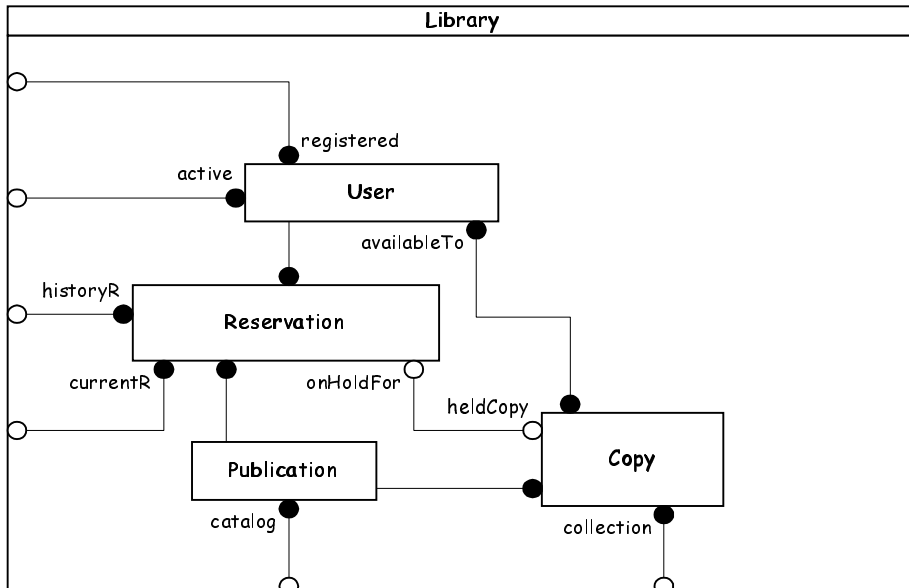 Library
registered
active
User
availableTo
historyR
Reservation
currentR
onHoldFor
heldCopy
Publication
Copy
catalog
collection